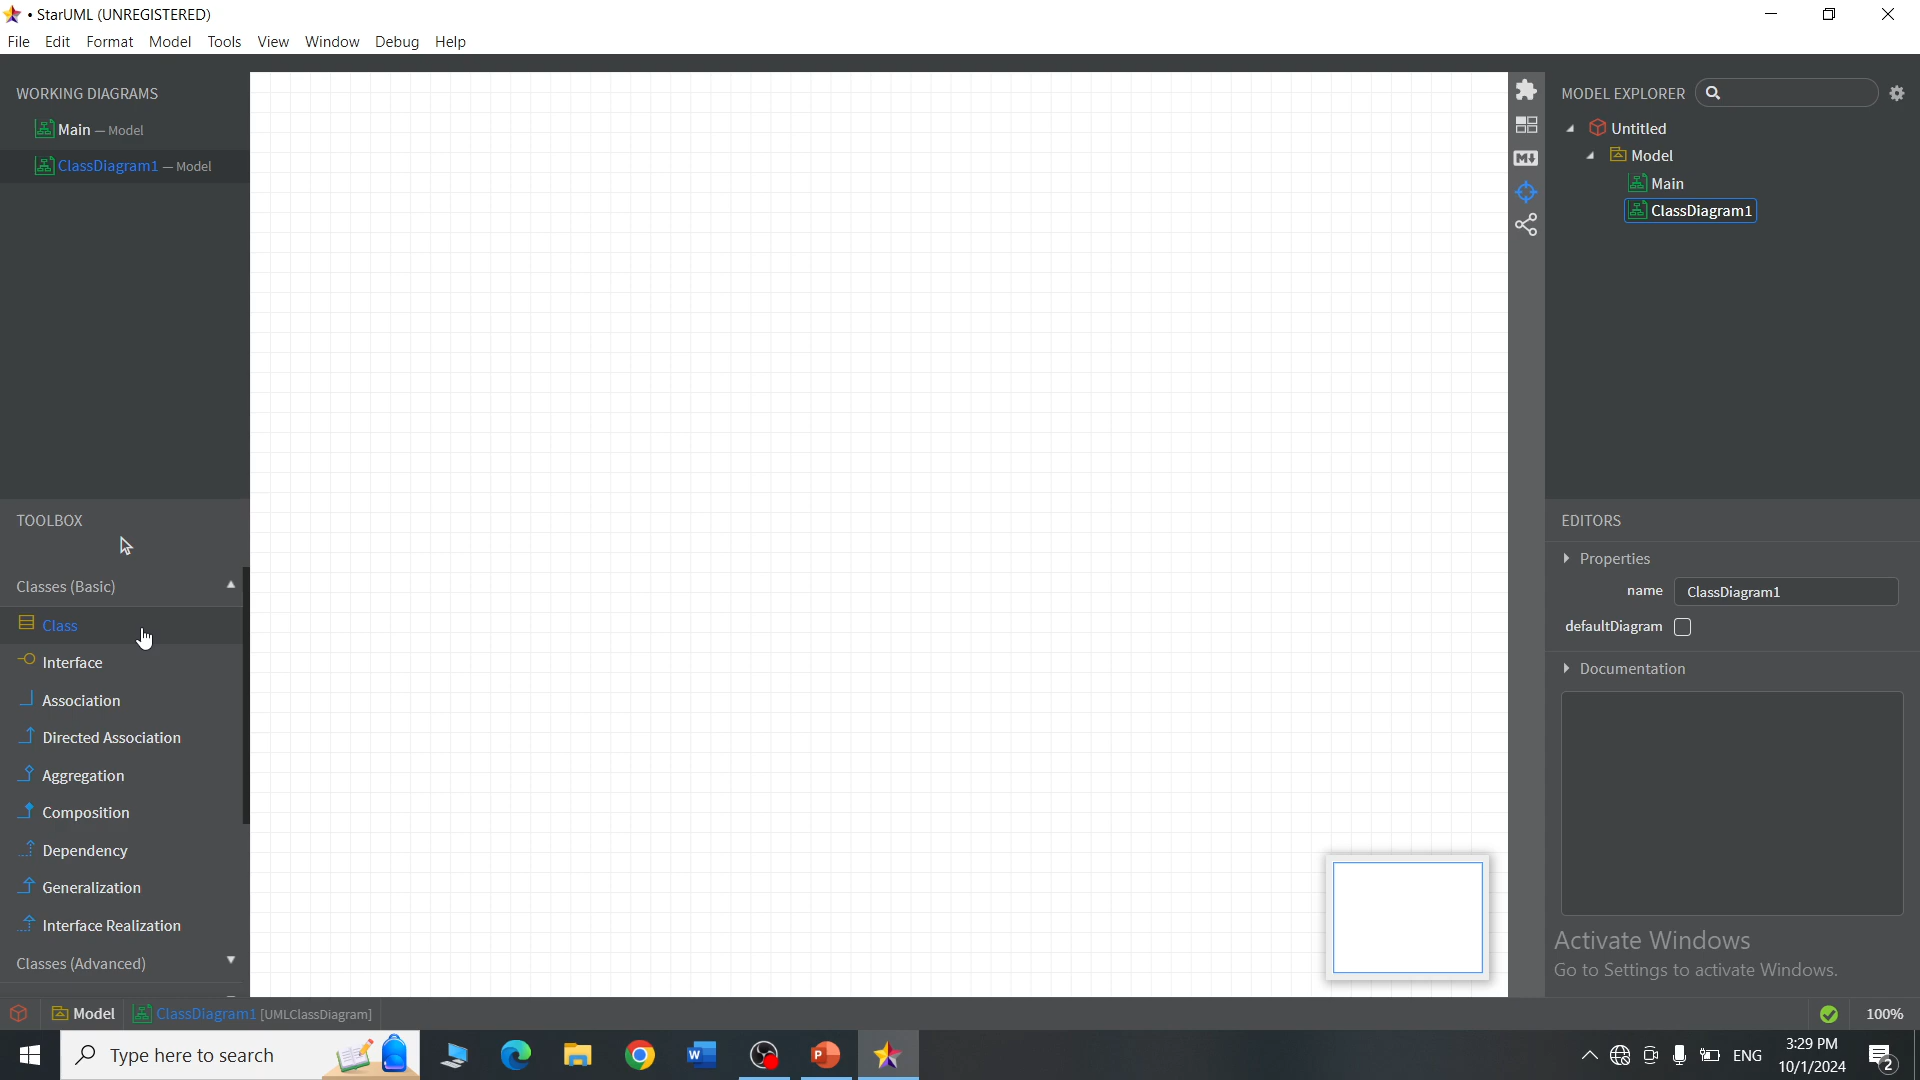 • StarUML (UNREGISTERED)
File Edit Format Model Tools View Window Debug Help
WORKING DIAGRAMS
Main — Model
ClassDiagram1 — Model
TOOLBOX
Classes (Basic)
Class
Interface
Association
Directed Association
Aggregation
Composition
Dependency
Generalization
Interface Realization
Classes (Advanced)
MODEL EXPLORER
Untitled
Model
Main
ClassDiagram1
EDITORS
Properties
name ClassDiagram1
defaultDiagram
Documentation
Activate Windows
Go to Settings to activate Windows.
Model ClassDiagram1 [UMLClassDiagram]
100%
Type here to search
ENG
3:29 PM
10/1/2024
2